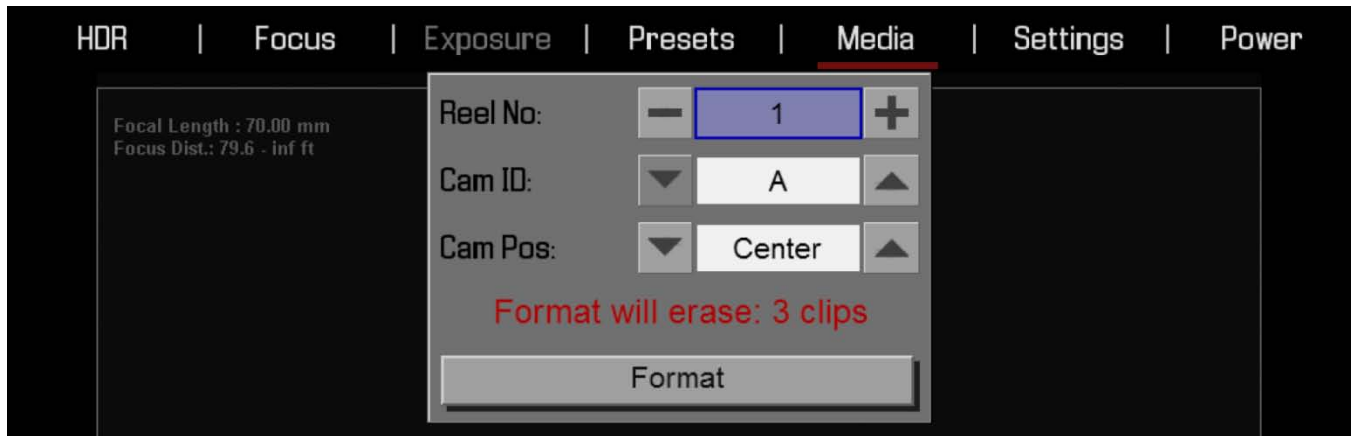 HDR | Focus | Exposure | Presets | Media | Settings | Power
Focal Length : 70.00 mm
Focus Dist.: 79.6 - inf ft
Reel No: 1
Cam ID: A
Cam Pos: Center
Format will erase: 3 clips
Format